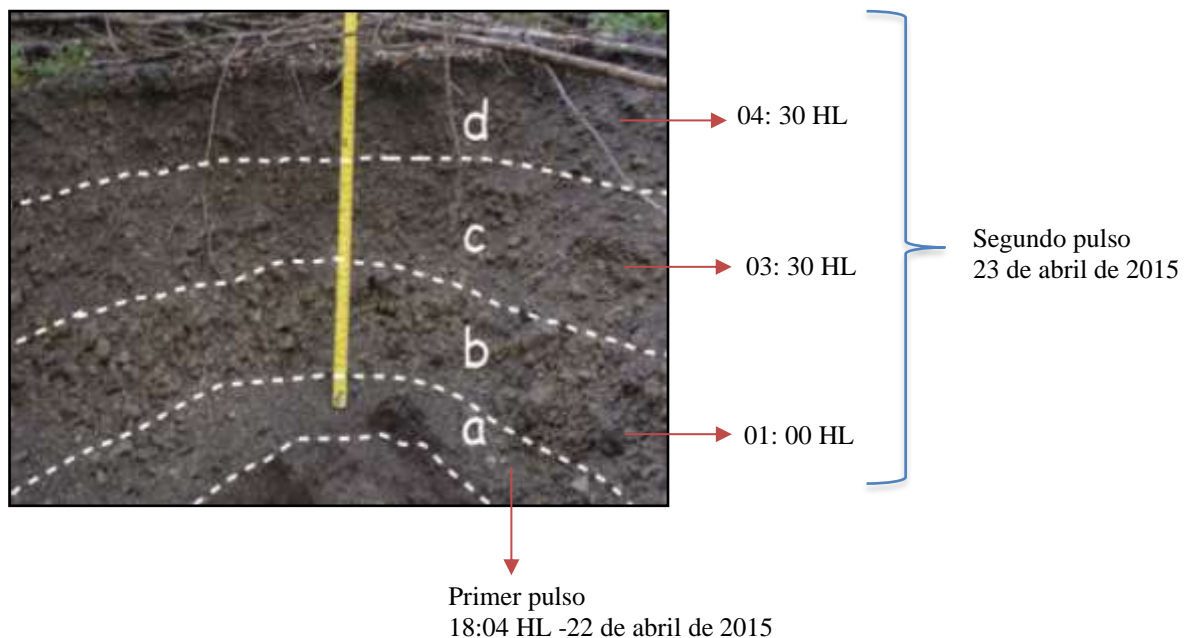 d
04: 30 HL
c
03: 30 HL
Segundo pulso
23 de abril de 2015
b
a
01: 00 HL
Primer pulso
18:04 HL -22 de abril de 2015